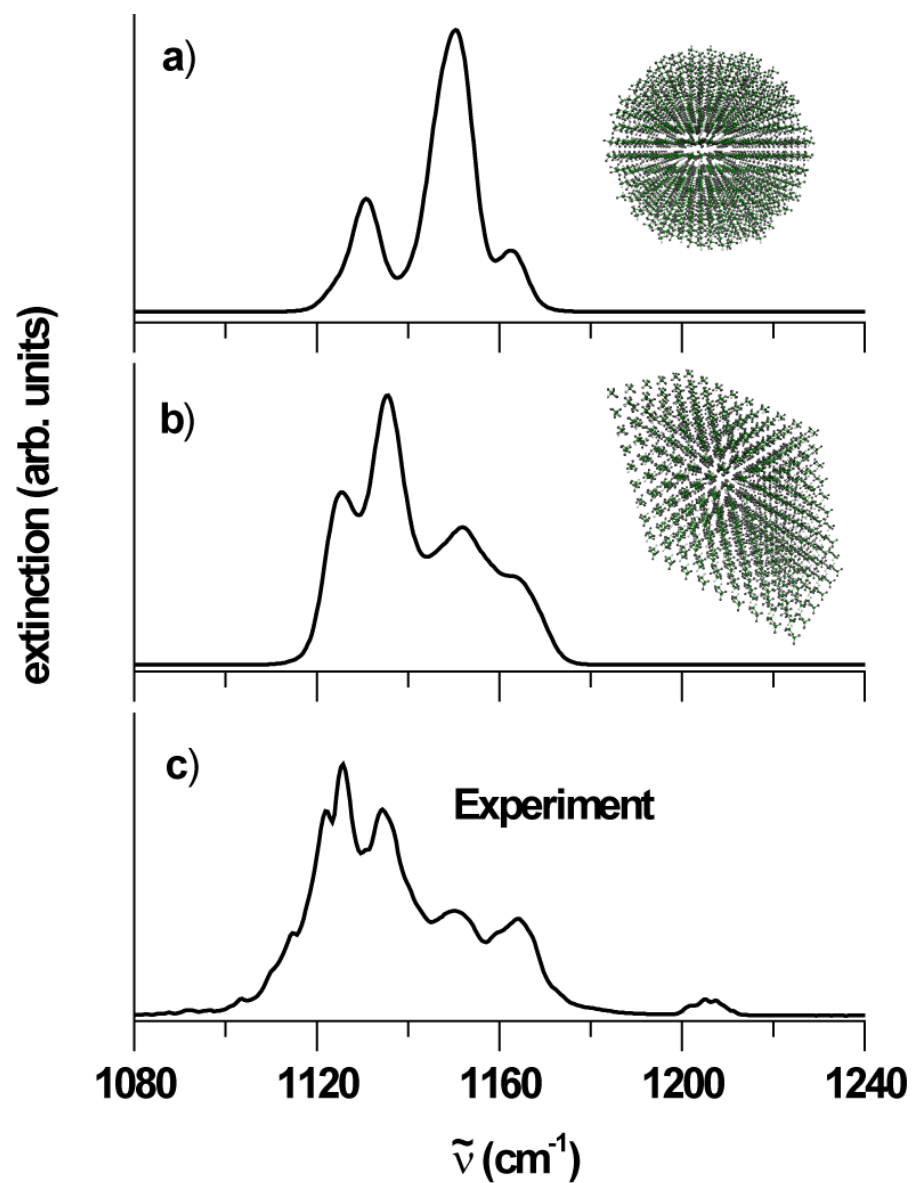 a)
b)
c)
Experiment
extinction (arb. units)
1080 1120 1160 1200 1240
ṽ (cm⁻¹)